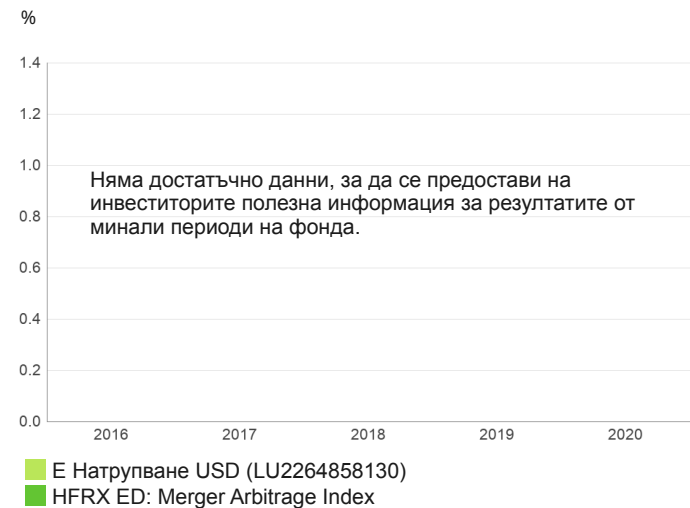 %
1.4
1.2
1.0
0.8
0.6
0.4
0.2
0.0
Няма достатъчно данни, за да се предостави на
инвеститорите полезна информация за резултатите от
минали периоди на фонда.
2016 2017 2018 2019 2020
Е Натрупване USD (LU2264858130)
HFRX ED: Merger Arbitrage Index